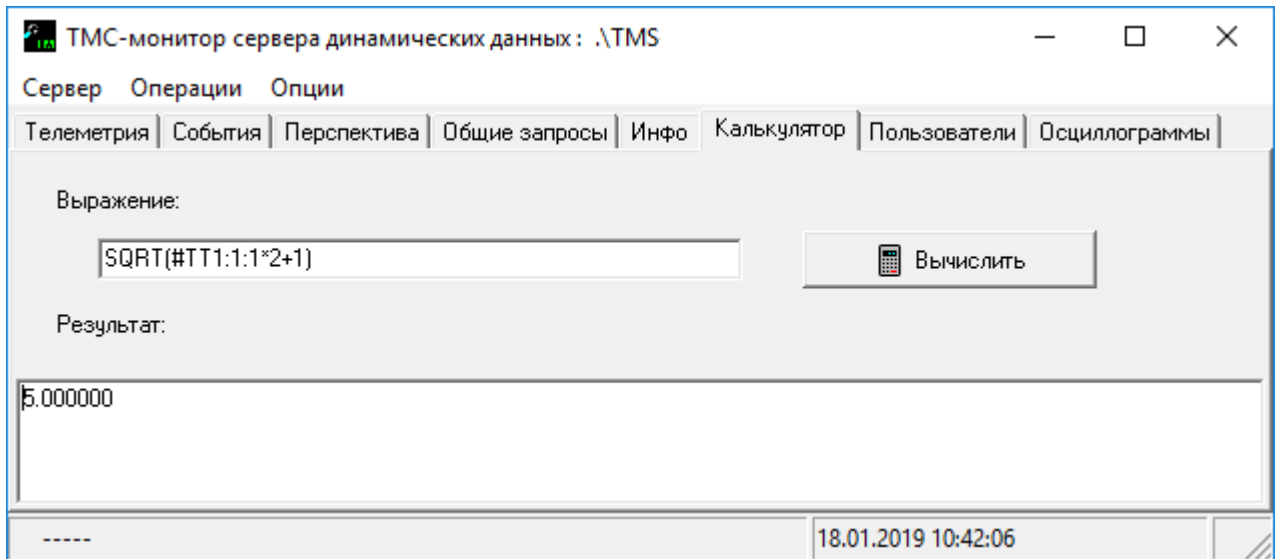 ТМС-монитор сервера динамических данных : .\TMS
Сервер Операции Опции
Телеметрия События Перспектива Общие запросы Инфо Калькулятор Пользователи Осциллограммы
Выражение:
SQRT(#TT1:1:1*2+1) Вычислить
Результат:
5.000000
----- 18.01.2019 10:42:06